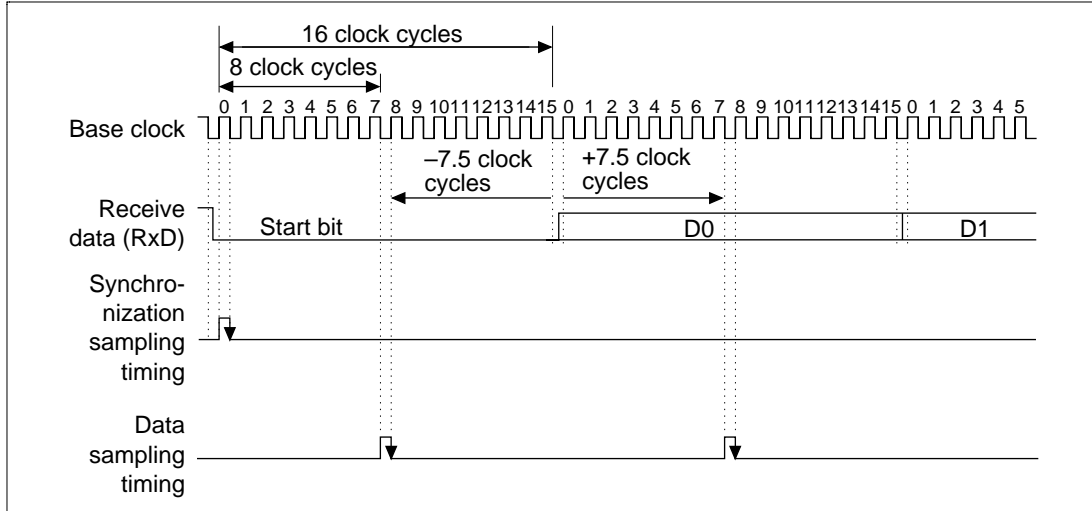 16 clock cycles
8 clock cycles
0 1 2 3 4 5 6 7 8 9 10 11 12 13 14 15 0 1 2 3 4 5 6 7 8 9 10 11 12 13 14 15 0 1 2 3 4 5
Base clock
–7.5 clock
cycles
+7.5 clock
cycles
Receive
data (RxD)
Start bit
D0
D1
Synchro-
nization
sampling
timing
Data
sampling
timing